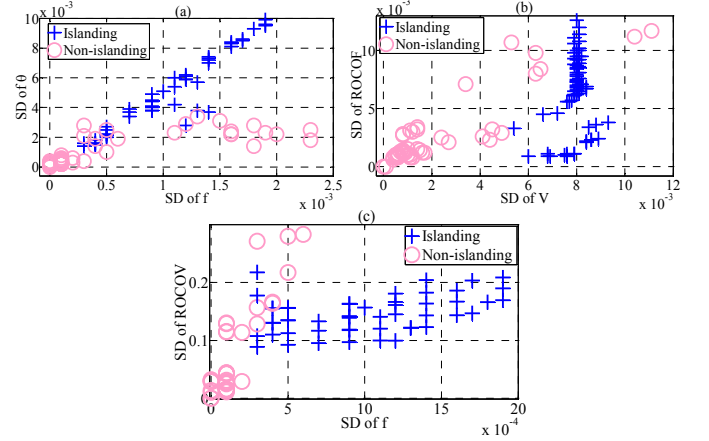 (a)
x 10⁻³
SD of θ
10
8
6
4
2
0
Islanding
Non-islanding
0
0.5
1
1.5
2
2.5
SD of f
x 10⁻³
(b)
x 10⁻³
SD of ROCOF
10
5
0
Islanding
Non-islanding
0
2
4
6
8
10
12
SD of V
x 10⁻³
(c)
SD of ROCOV
0.2
0.1
0
Islanding
Non-islanding
0
5
10
15
20
SD of f
x 10⁻⁴